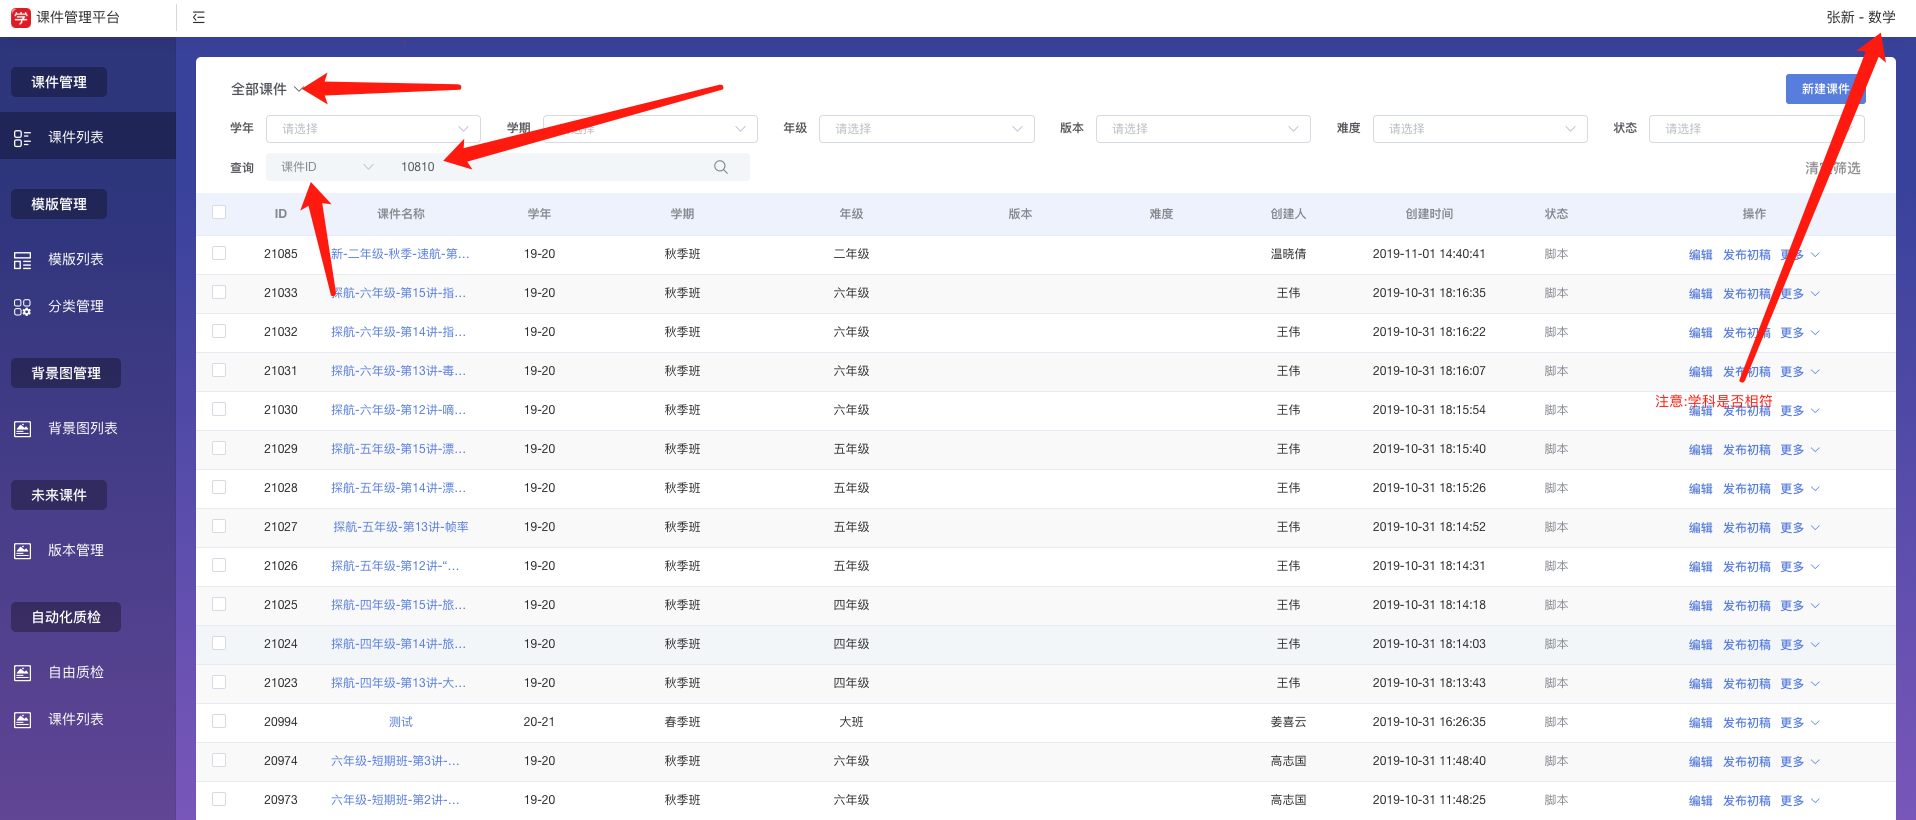 学 课件管理平台
张新 - 数学
课件管理
课件列表
模版管理
模版列表
分类管理
背景图管理
背景图列表
未来课件
版本管理
自动化质检
自由质检
课件列表
全部课件
新建课件
学年 请选择 学期 年级 请选择 版本 请选择 难度 请选择 状态 请选择
查询 课件ID 10810 清空筛选
ID 课件名称 学年 学期 年级 版本 难度 创建人 创建时间 状态 操作
21085 新-二年级-秋季-速航-第... 19-20 秋季班 二年级 温晓倩 2019-11-01 14:40:41 脚本 编辑 发布初稿 更多
21033 探航-六年级-第15讲-指... 19-20 秋季班 六年级 王伟 2019-10-31 18:16:35 脚本 编辑 发布初稿 更多
21032 探航-六年级-第14讲-指... 19-20 秋季班 六年级 王伟 2019-10-31 18:16:22 脚本 编辑 发布初稿 更多
21031 探航-六年级-第13讲-毒... 19-20 秋季班 六年级 王伟 2019-10-31 18:16:07 脚本 编辑 发布初稿 更多
注意:学科是否相符
21030 探航-六年级-第12讲-嘀... 19-20 秋季班 六年级 王伟 2019-10-31 18:15:54 脚本 编辑 发布初稿 更多
21029 探航-五年级-第15讲-漂... 19-20 秋季班 五年级 王伟 2019-10-31 18:15:40 脚本 编辑 发布初稿 更多
21028 探航-五年级-第14讲-漂... 19-20 秋季班 五年级 王伟 2019-10-31 18:15:26 脚本 编辑 发布初稿 更多
21027 探航-五年级-第13讲-帧率 19-20 秋季班 五年级 王伟 2019-10-31 18:14:52 脚本 编辑 发布初稿 更多
21026 探航-五年级-第12讲-“... 19-20 秋季班 五年级 王伟 2019-10-31 18:14:31 脚本 编辑 发布初稿 更多
21025 探航-四年级-第15讲-旅... 19-20 秋季班 四年级 王伟 2019-10-31 18:14:18 脚本 编辑 发布初稿 更多
21024 探航-四年级-第14讲-旅... 19-20 秋季班 四年级 王伟 2019-10-31 18:14:03 脚本 编辑 发布初稿 更多
21023 探航-四年级-第13讲-大... 19-20 秋季班 四年级 王伟 2019-10-31 18:13:43 脚本 编辑 发布初稿 更多
20994 测试 20-21 春季班 大班 姜喜云 2019-10-31 16:26:35 脚本 编辑 发布初稿 更多
20974 六年级-短期班-第3讲-... 19-20 秋季班 六年级 高志国 2019-10-31 11:48:40 脚本 编辑 发布初稿 更多
20973 六年级-短期班-第2讲-... 19-20 秋季班 六年级 高志国 2019-10-31 11:48:25 脚本 编辑 发布初稿 更多